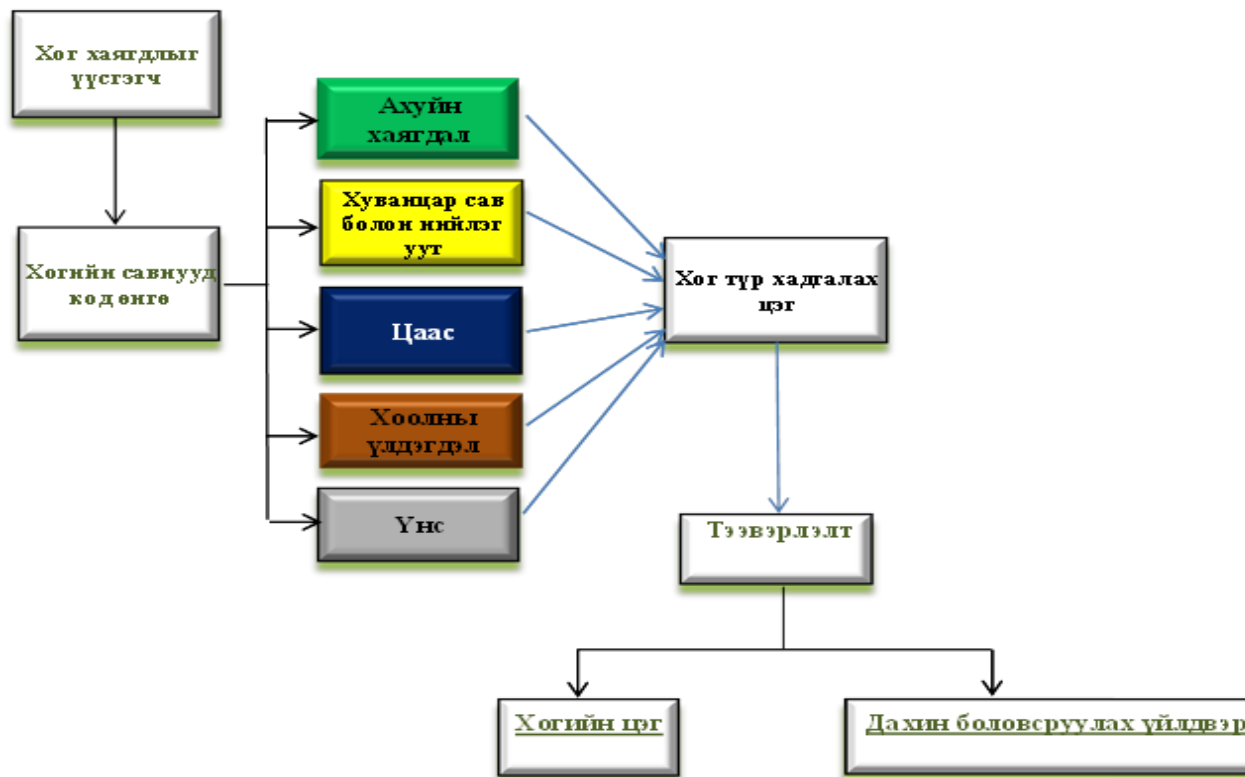 Хог хаягдлыг
үүсгэгч
Хогийн савнууд
код өнгө
Ахуйн
хаягдал
Хуванцар сав
болон нийлэг
уут
Цаас
Хоолны
үлдэгдэл
Үнс
Хог түр хадгалах
цэг
Тээвэрлэлт
Хогийн цэг
Дахин боловсруулах үйлдвэр